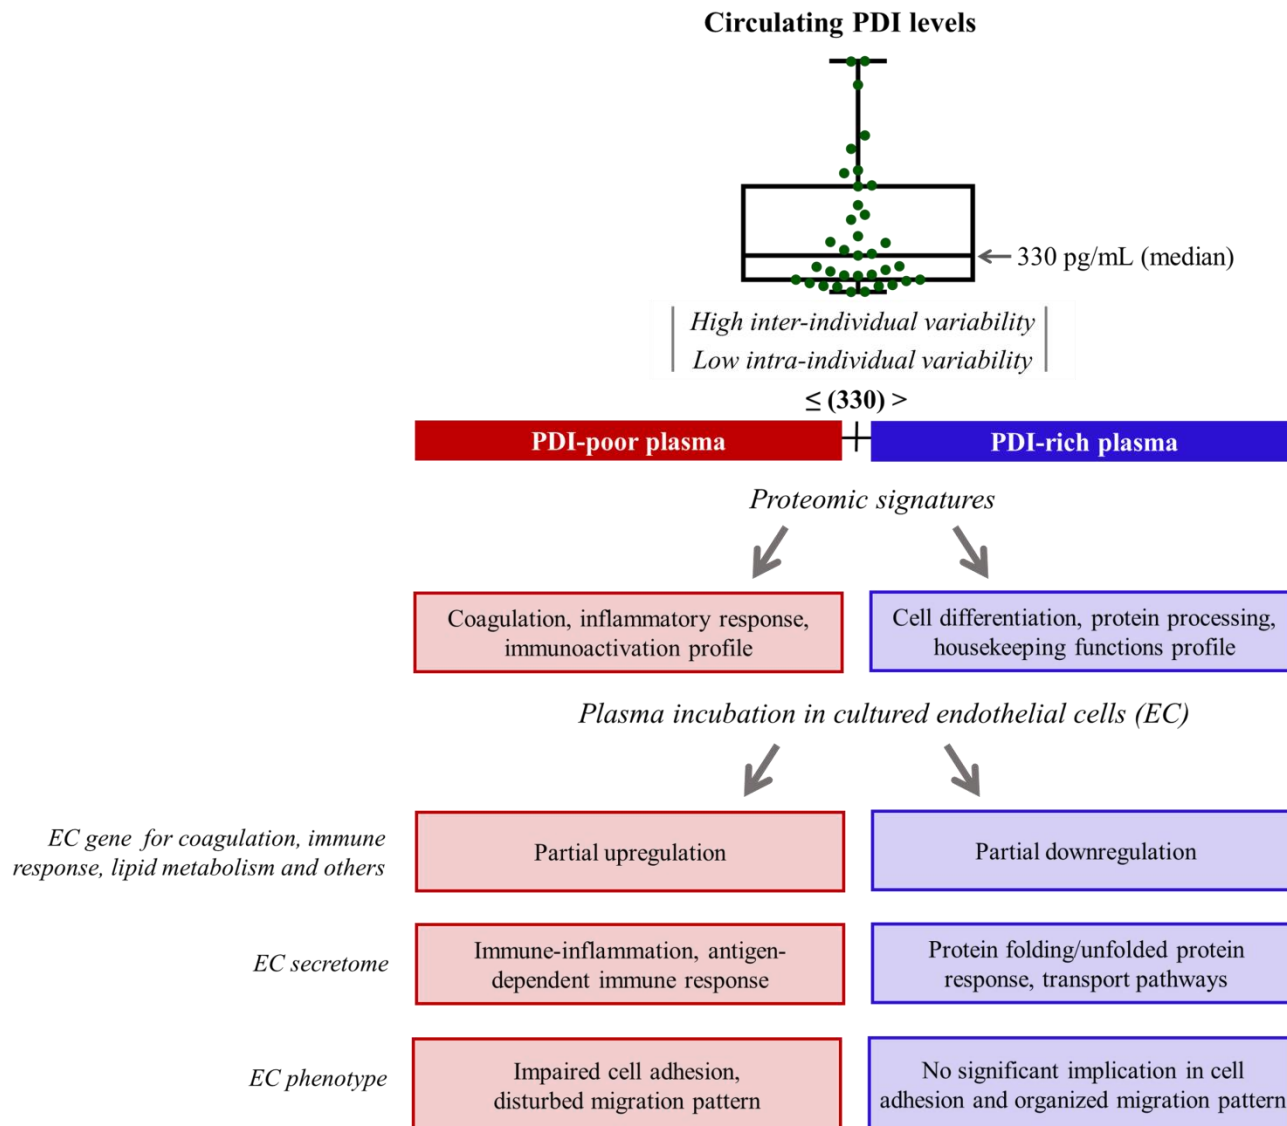 Circulating PDI levels
330 pg/mL (median)
High inter-individual variability
Low intra-individual variability
≤ (330) >
PDI-poor plasma
PDI-rich plasma
Proteomic signatures
Coagulation, inflammatory response,
immunoactivation profile
Cell differentiation, protein processing,
housekeeping functions profile
Plasma incubation in cultured endothelial cells (EC)
EC gene for coagulation, immune
response, lipid metabolism and others
Partial upregulation
Partial downregulation
EC secretome
Immune-inflammation, antigen-
dependent immune response
Protein folding/unfolded protein
response, transport pathways
EC phenotype
Impaired cell adhesion,
disturbed migration pattern
No significant implication in cell
adhesion and organized migration pattern